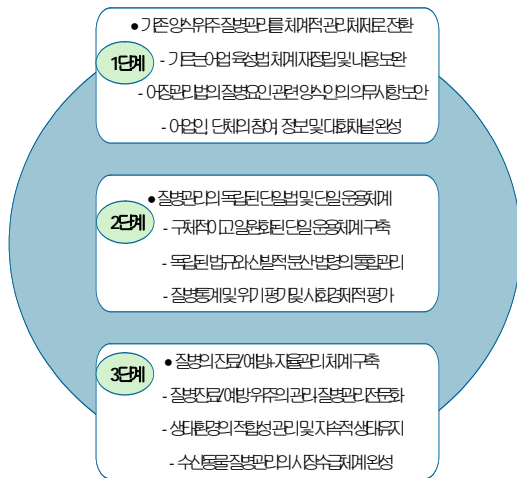 ● 기존 양식위주 질병관리를 체계적 관리체제로 전환
1단계
- 기르는어업 육성법 체계 재정립 및 내용 보완
- 어장관리법의 질병요인 관련 양식인의 의무사항 보안
- 어업인, 단체의 참여, 정보 및 대화채널 완성
● 질병관리의 독립된 단일법 및 단일 운용체계
2단계
- 구체적이고 일원화된 단일 운용체계 구축
- 독립된 법규와 산발적 분산 법령의 통합관리
- 질병통계 및 위기 평가 및 사회경제적 평가
● 질병의 진료/예방+자율관리 체계 구축
3단계
- 질병진료/예방 위주의 관리, 질병관리 전문화
- 생태환경의 적합성 관리 및 지속적 생태유지
- 수산동물 질병관리의 시장수급체계 완성